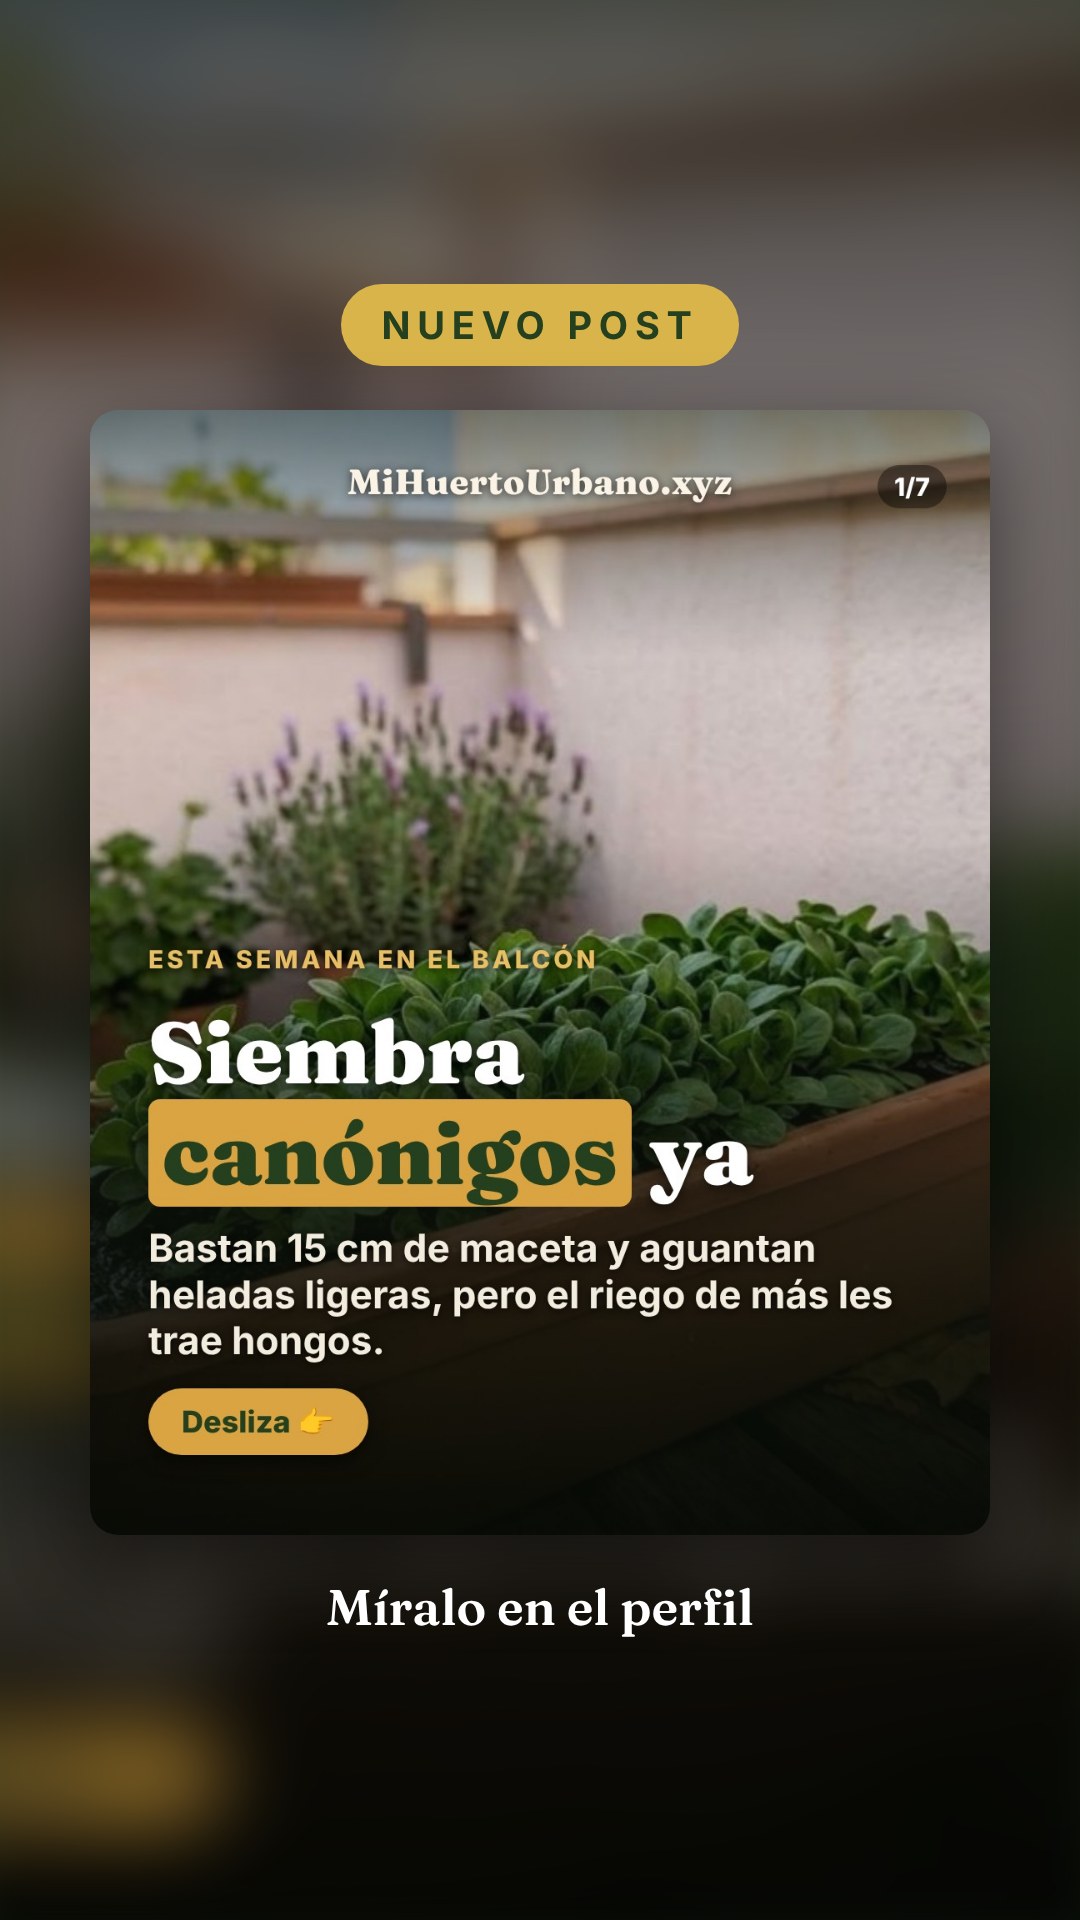 NUEVO POST
MiHuertoUrbano.xyz
1/7
ESTA SEMANA EN EL BALCÓN
Siembra
canónigos ya
Bastan 15 cm de maceta y aguantan
heladas ligeras, pero el riego de más les
trae hongos.
Desliza 👉
Míralo en el perfil